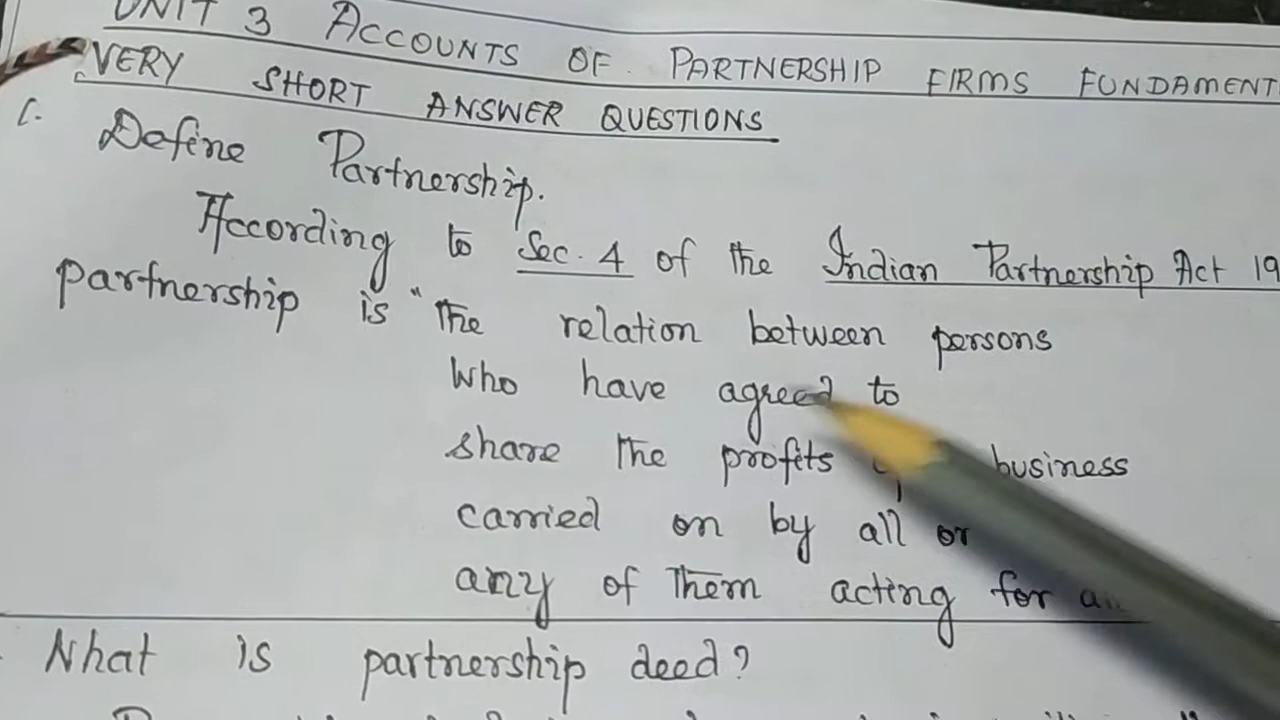 UNIT 3 ACCOUNTS OF PARTNERSHIP FIRMS FUNDAMENT
VERY SHORT ANSWER QUESTIONS
1. Define Partnership.
According to Sec. 4 of the Indian Partnership Act 19
partnership is "the relation between persons
who have agreed to
share the profits business
carried on by all or
any of them acting for
What is partnership deed?